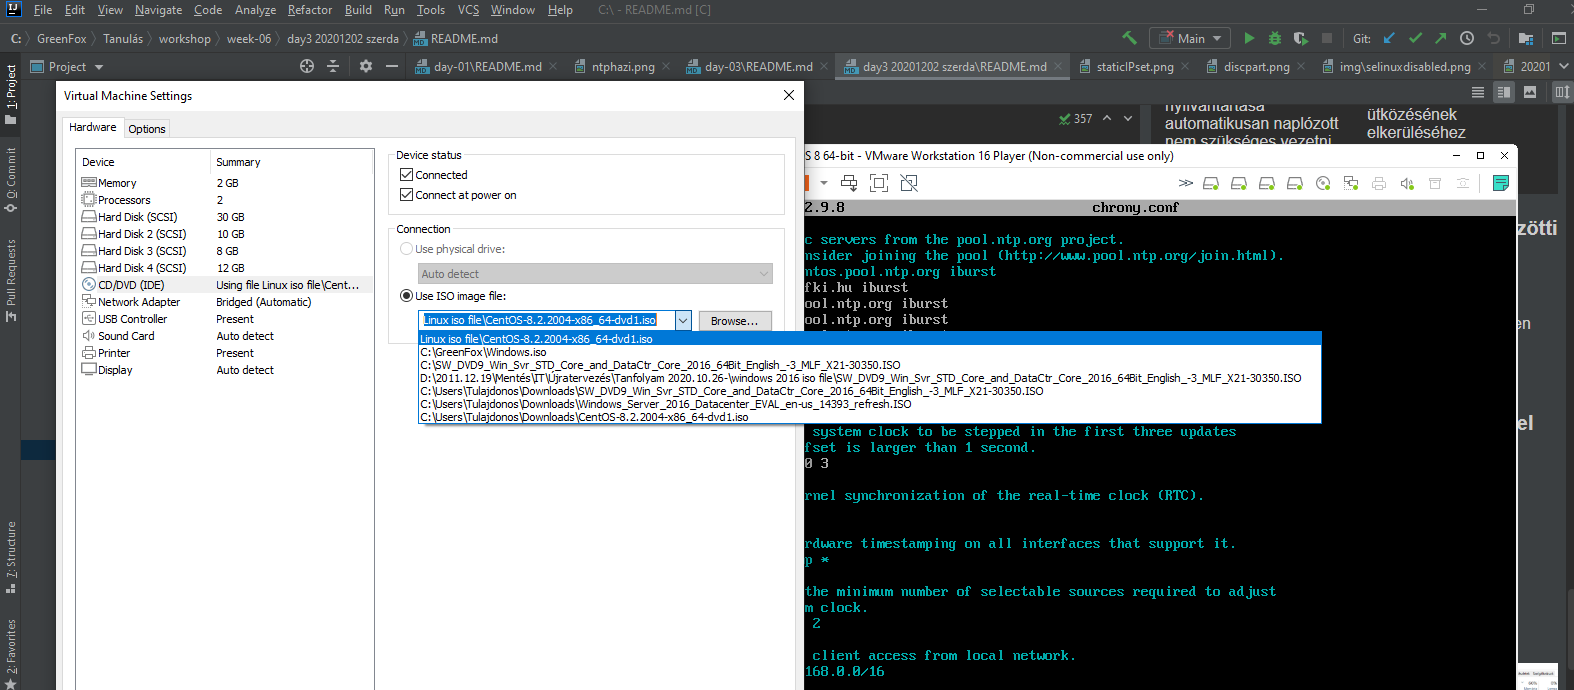 File Edit View Navigate Code Analyze Refactor Build Run Tools VCS Window Help C:\ - README.md [C]
C: GreenFox Tanulás workshop week-06 day3 20201202 szerda README.md Main Git:
Project day-01\README.md ntphazi.png day-03\README.md day3 20201202 szerda\README.md staticIPset.png discpart.png img\selinuxdisabled.png 20201
1: Project
0: Commit
Pull Requests
7: Structure
2: Favorites
357
nyilvántartása
automatikusan naplózott
nem szükséges vezetni
ütközésének
elkerüléséhez
zötti
en
el
Virtual Machine Settings
Hardware Options
Device Summary
Memory 2 GB
Processors 2
Hard Disk (SCSI) 30 GB
Hard Disk 2 (SCSI) 10 GB
Hard Disk 3 (SCSI) 8 GB
Hard Disk 4 (SCSI) 12 GB
CD/DVD (IDE) Using file Linux iso file\Cent...
Network Adapter Bridged (Automatic)
USB Controller Present
Sound Card Auto detect
Printer Present
Display Auto detect
Device status
Connected
Connect at power on
Connection
Use physical drive:
Auto detect
Use ISO image file:
Linux iso file\CentOS-8.2.2004-x86_64-dvd1.iso Browse...
Linux iso file\CentOS-8.2.2004-x86_64-dvd1.iso
C:\GreenFox\Windows.iso
C:\SW_DVD9_Win_Svr_STD_Core_and_DataCtr_Core_2016_64Bit_English_-3_MLF_X21-30350.ISO
D:\2011.12.19\Mentés\IT\Újratervezés\Tanfolyam 2020.10.26-\windows 2016 iso file\SW_DVD9_Win_Svr_STD_Core_and_DataCtr_Core_2016_64Bit_English_-3_MLF_X21-30350.ISO
C:\Users\Tulajdonos\Downloads\SW_DVD9_Win_Svr_STD_Core_and_DataCtr_Core_2016_64Bit_English_-3_MLF_X21-30350.ISO
C:\Users\Tulajdonos\Downloads\Windows_Server_2016_Datacenter_EVAL_en-us_14393_refresh.ISO
C:\Users\Tulajdonos\Downloads\CentOS-8.2.2004-x86_64-dvd1.iso
S 8 64-bit - VMware Workstation 16 Player (Non-commercial use only)
2.9.8 chrony.conf
c servers from the pool.ntp.org project.
nsider joining the pool (http://www.pool.ntp.org/join.html).
ntos.pool.ntp.org iburst
fki.hu iburst
ool.ntp.org iburst
ool.ntp.org iburst
system clock to be stepped in the first three updates
fset is larger than 1 second.
0 3
rnel synchronization of the real-time clock (RTC).
rdware timestamping on all interfaces that support it.
p *
the minimum number of selectable sources required to adjust
m clock.
2
client access from local network.
168.0.0/16